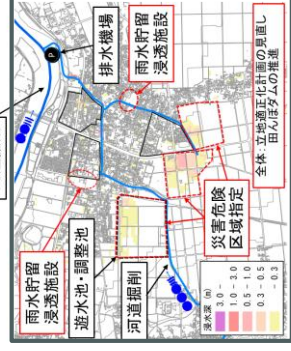 排水機場
雨水貯留
浸透施設
雨水貯留
浸透施設
遊水池・調整池
河道掘削
災害危険
区域指定
全体：立地適正化計画の見直し
田んぼダムの推進
浸水深 (m)
3.0 -
1.0 - 3.0
0.5 - 1.0
0.3 - 0.5
0.0 - 0.3
P